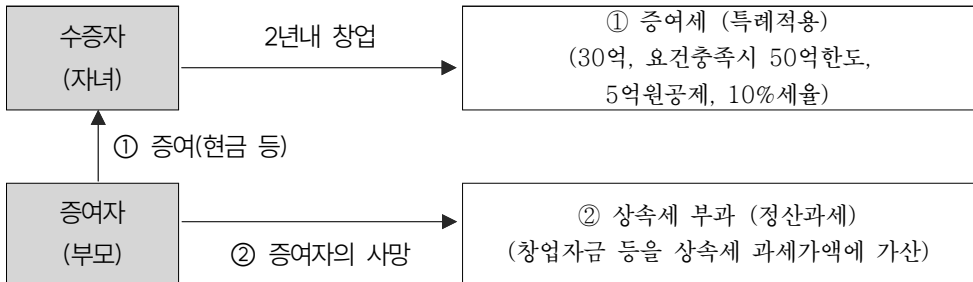 수증자
(자녀)
2년내 창업
① 증여세 (특례적용)
(30억, 요건충족시 50억한도,
5억원공제, 10%세율)
① 증여(현금 등)
증여자
(부모)
② 증여자의 사망
② 상속세 부과 (정산과세)
(창업자금 등을 상속세 과세가액에 가산)